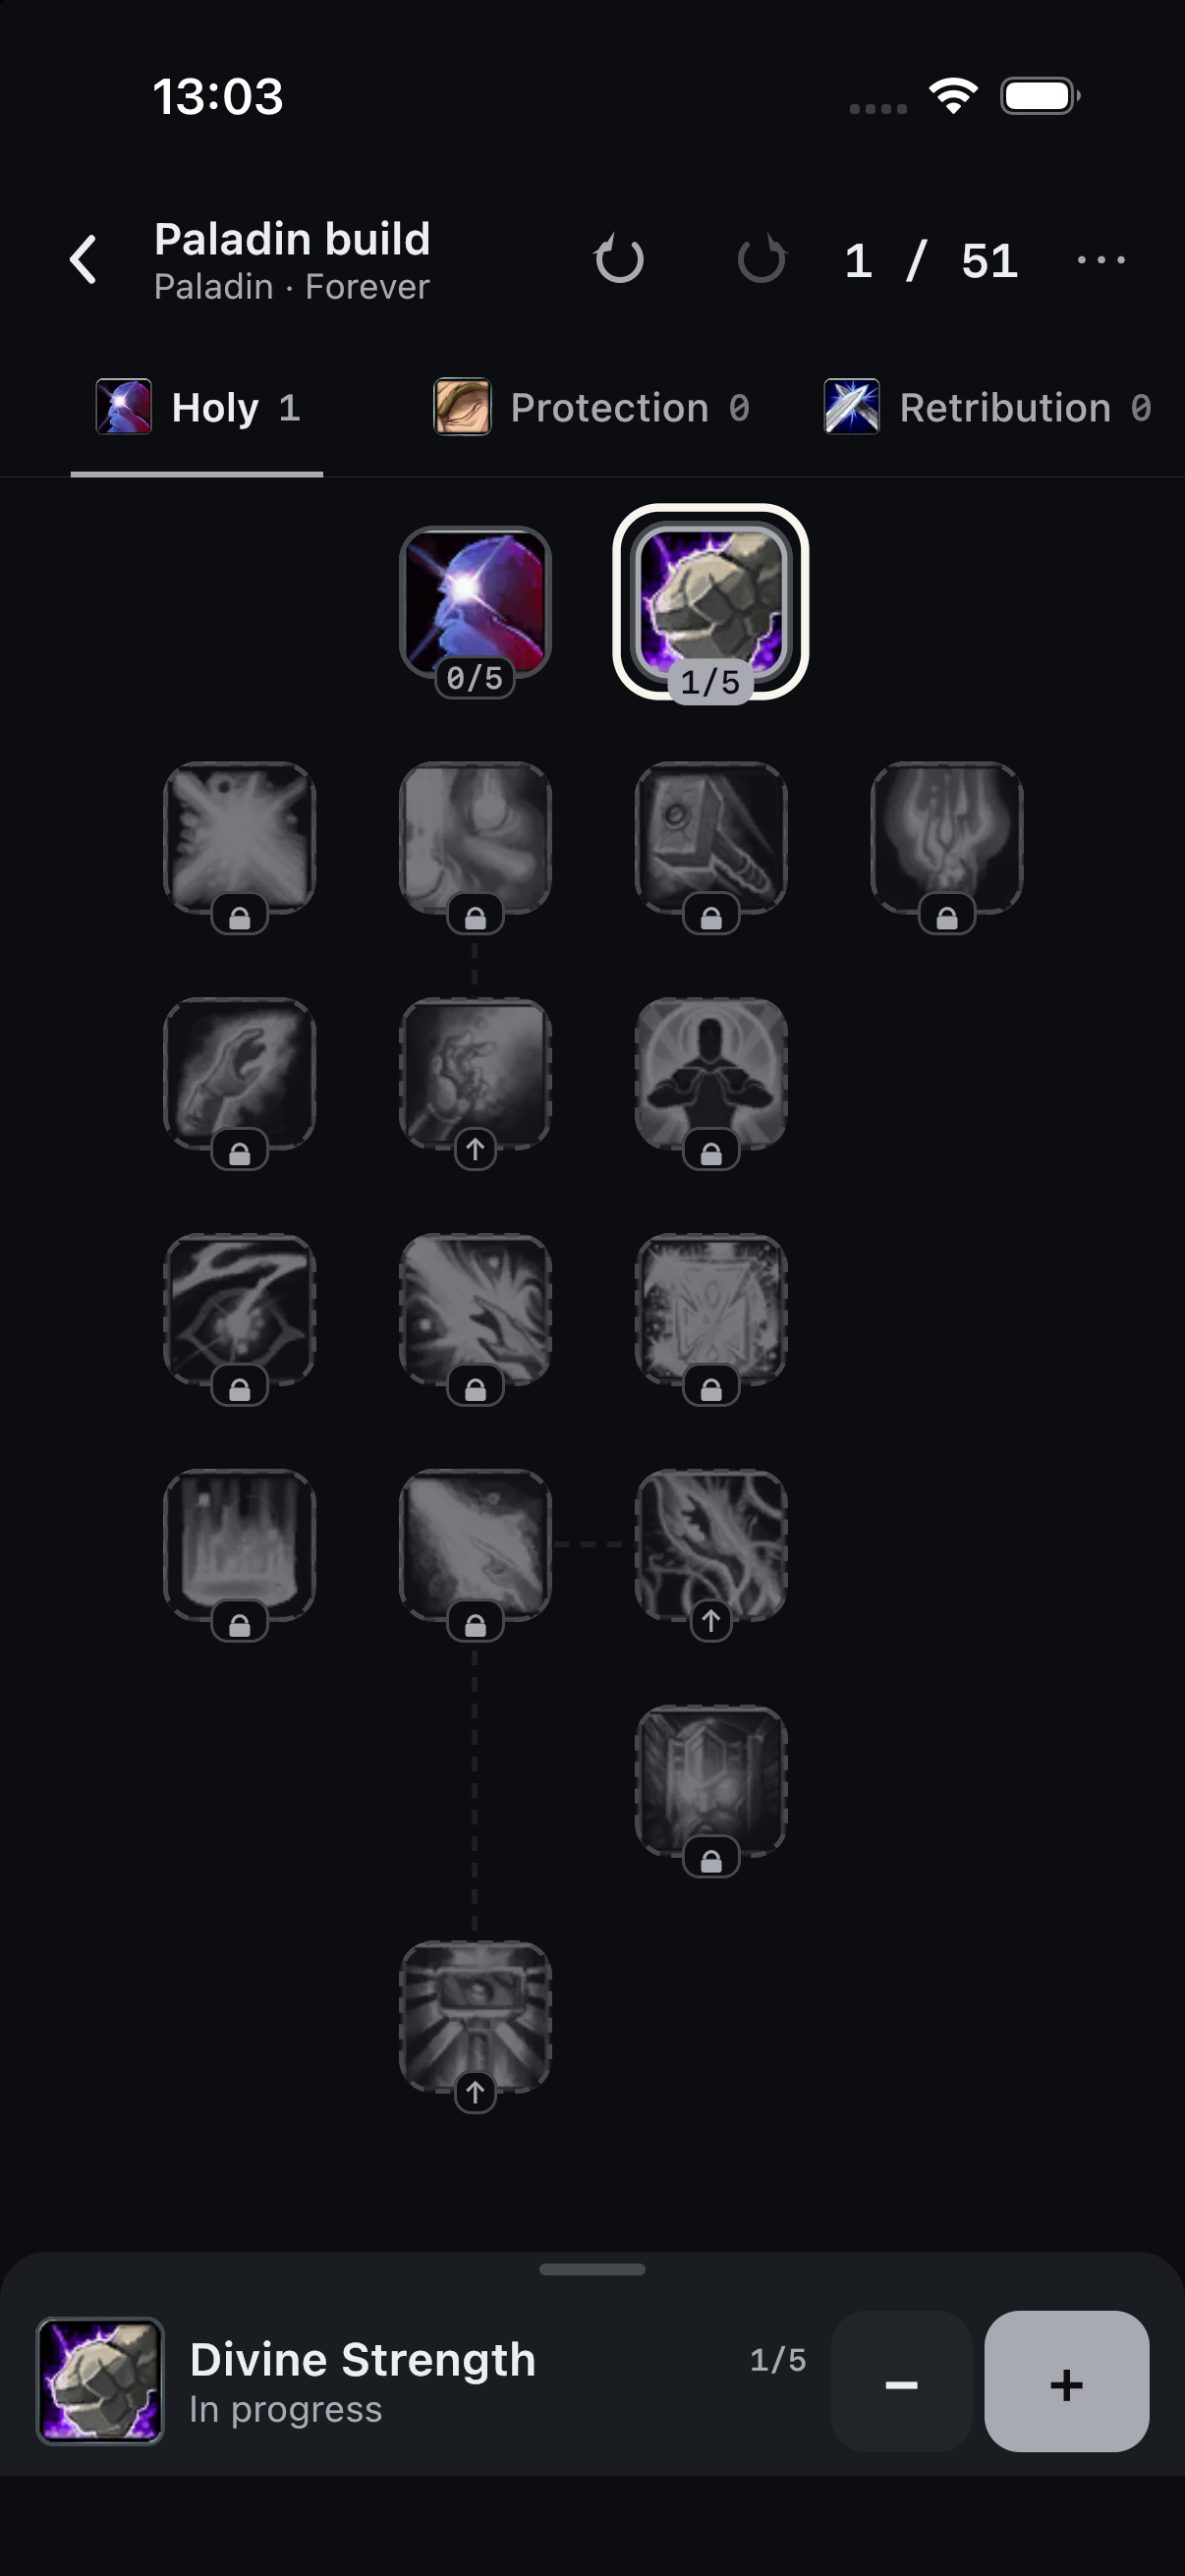 13:03
Paladin build
Paladin · Forever
1 / 51
Holy 1
Protection 0
Retribution 0
0/5
1/5
Divine Strength
In progress
1/5